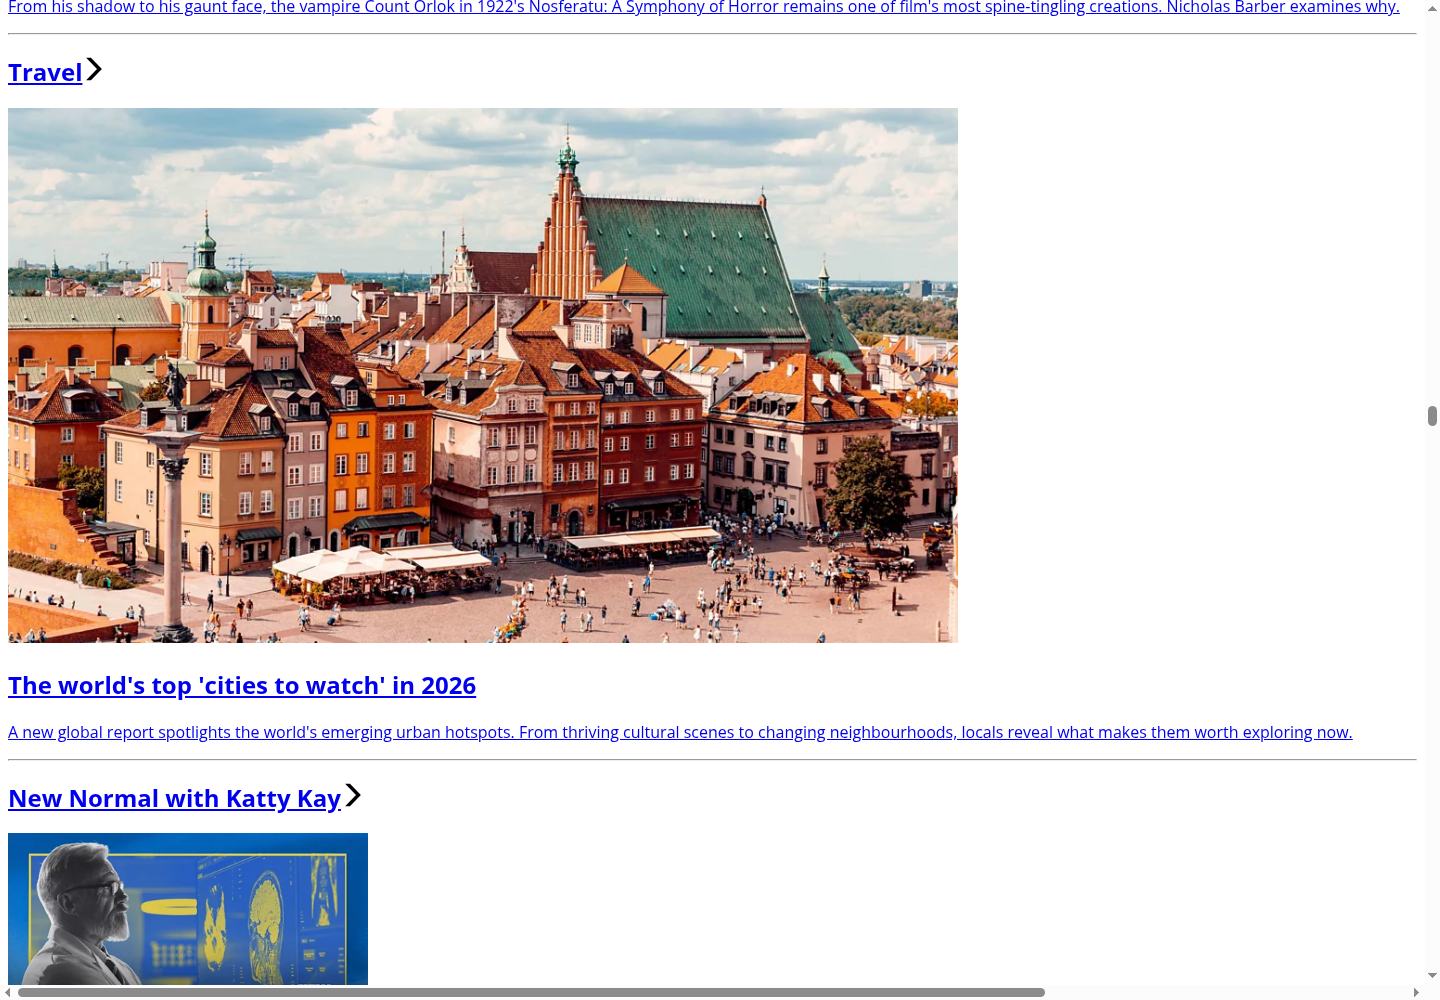 From his shadow to his gaunt face, the vampire Count Orlok in 1922's Nosferatu: A Symphony of Horror remains one of film's most spine-tingling creations. Nicholas Barber examines why.
Travel
The world's top 'cities to watch' in 2026
A new global report spotlights the world's emerging urban hotspots. From thriving cultural scenes to changing neighbourhoods, locals reveal what makes them worth exploring now.
New Normal with Katty Kay